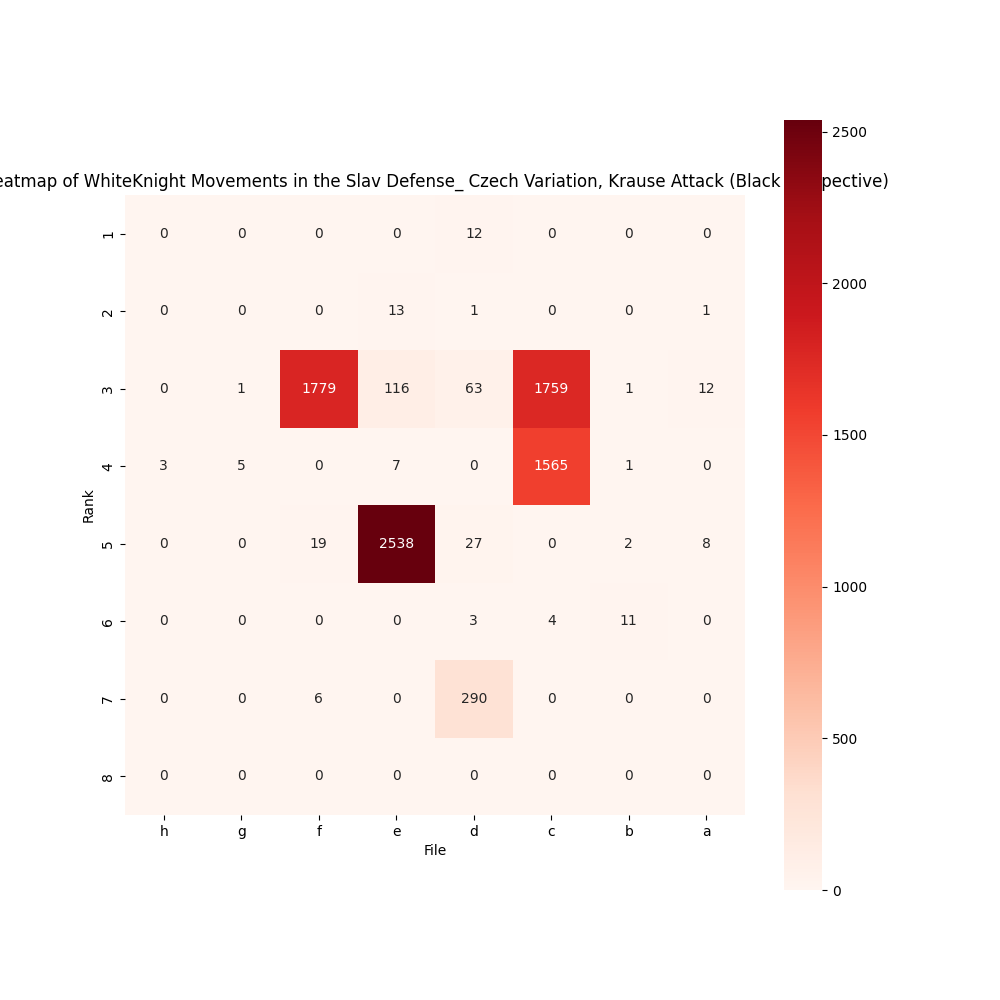 eatmap of WhiteKnight Movements in the Slav Defense_ Czech Variation, Krause Attack (Black pective)
2500
2000
1500
1000
500
0
Rank
1 0 0 0 0 12 0 0 0
2 0 0 0 13 1 0 0 1
3 0 1 1779 116 63 1759 1 12
4 3 5 0 7 0 1565 1 0
5 0 0 19 2538 27 0 2 8
6 0 0 0 0 3 4 11 0
7 0 0 6 0 290 0 0 0
8 0 0 0 0 0 0 0 0
h g f e d c b a
File